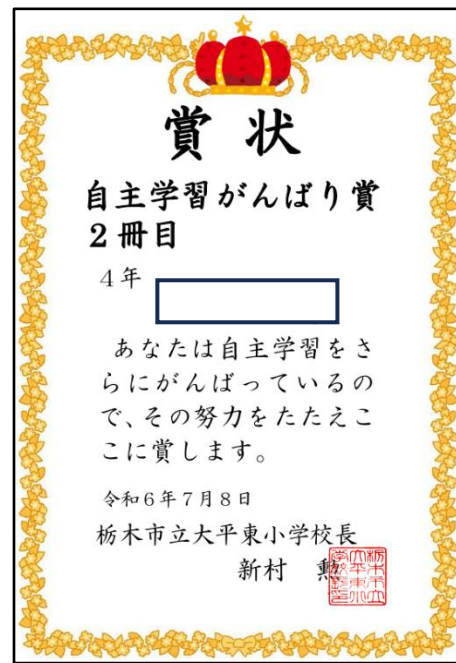 賞状
自主学習がんばり賞
２冊目
４年
あなたは自主学習をさ
らにがんばっているの
で、その努力をたたえこ
こに賞します。
令和６年７月８日
栃木市立大平東小学校長
新村 勲